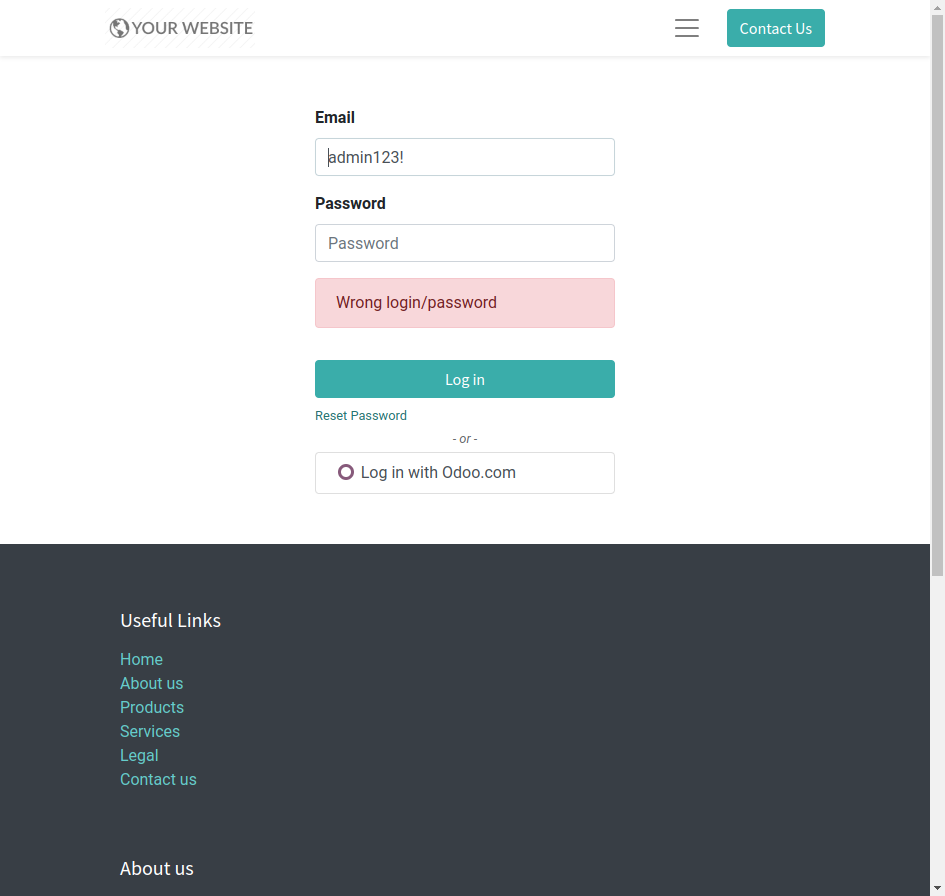 YOUR WEBSITE
Contact Us
Email
admin123!
Password
Password
Wrong login/password
Log in
Reset Password
- or -
Log in with Odoo.com
Useful Links
Home
About us
Products
Services
Legal
Contact us
About us